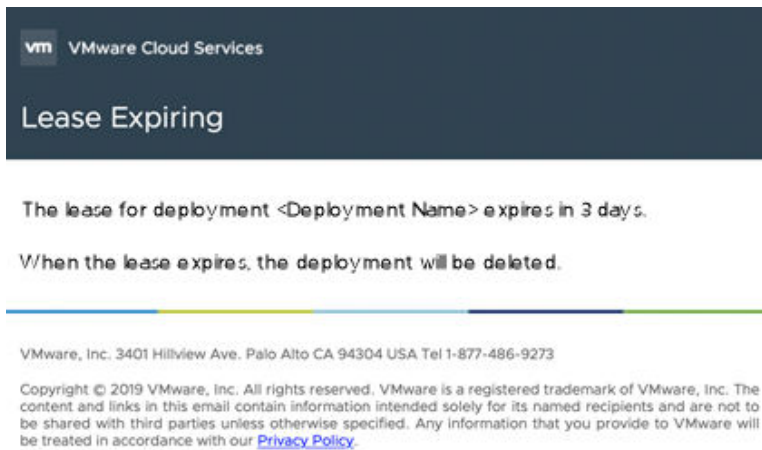 vm VMware Cloud Services
Lease Expiring
The lease for deployment <Deployment Name> expires in 3 days.
When the lease expires, the deployment will be deleted.
VMware, Inc. 3401 Hillview Ave. Palo Alto CA 94304 USA Tel 1-877-486-9273
Copyright © 2019 VMware, Inc. All rights reserved. VMware is a registered trademark of VMware, Inc. The
content and links in this email contain information intended solely for its named recipients and are not to
be shared with third parties unless otherwise specified. Any information that you provide to VMware will
be treated in accordance with our Privacy Policy.